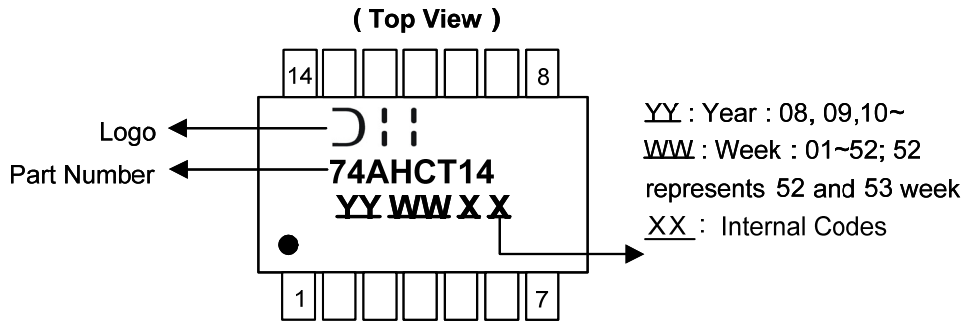 ( Top View )
14
8
Logo
Part Number
74AHCT14
YY WW X X
1
7
YY : Year : 08, 09,10~
WW : Week : 01~52; 52
represents 52 and 53 week
XX : Internal Codes